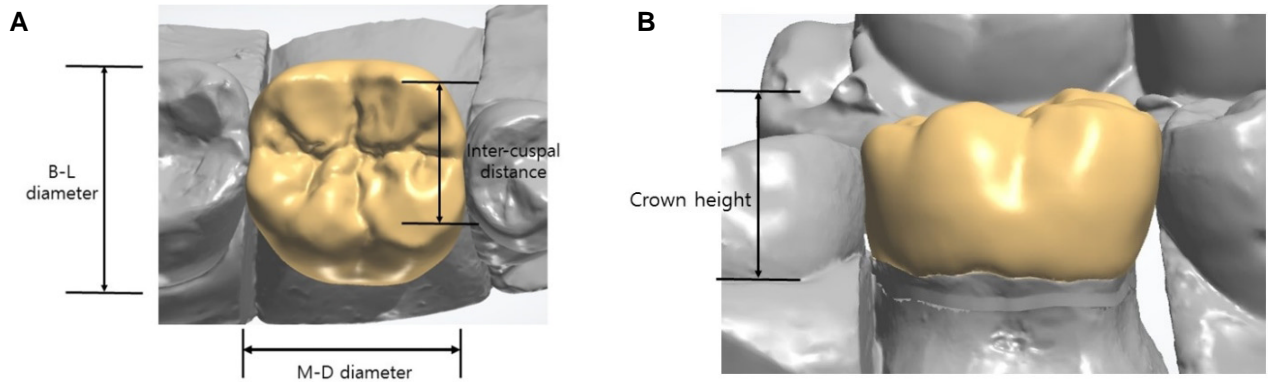 A
B-L
diameter
Inter-cuspal
distance
M-D diameter
B
Crown height